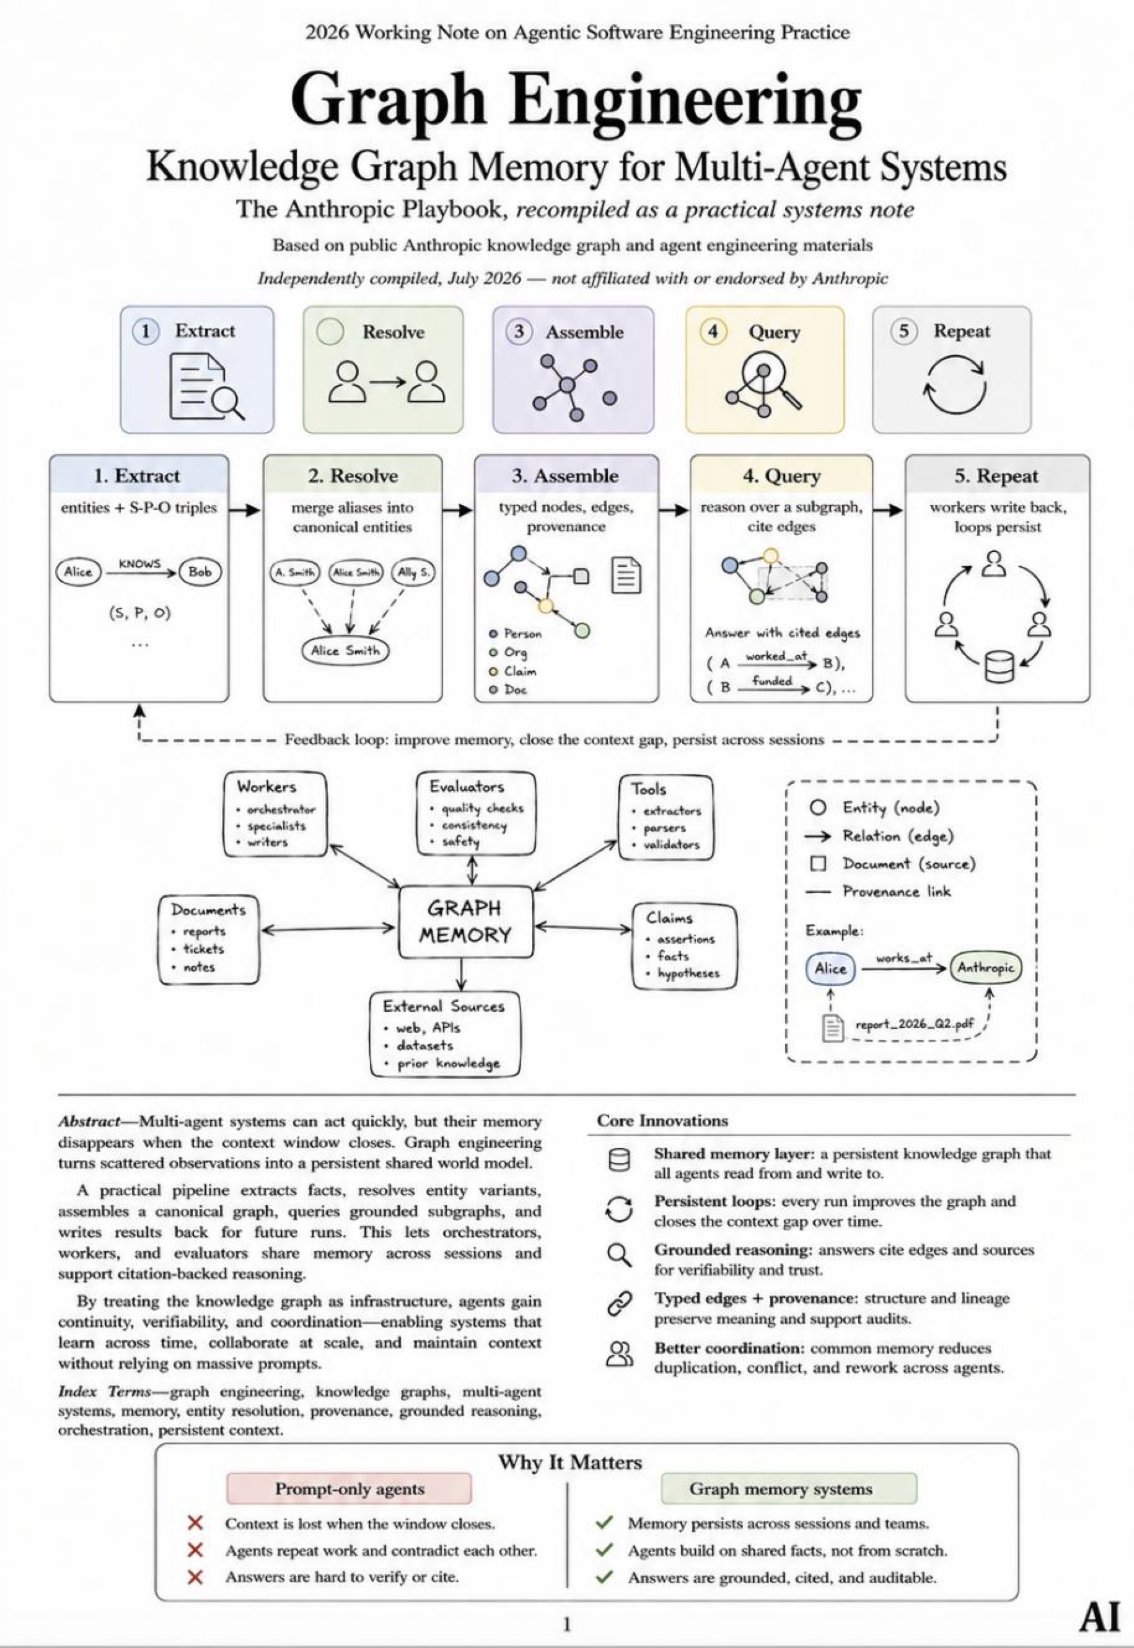 2026 Working Note on Agentic Software Engineering Practice
Graph Engineering
Knowledge Graph Memory for Multi-Agent Systems
The Anthropic Playbook, recompiled as a practical systems note
Based on public Anthropic knowledge graph and agent engineering materials
Independently compiled, July 2026 — not affiliated with or endorsed by Anthropic
1 Extract
Resolve
3 Assemble
4 Query
5 Repeat
1. Extract
entities + S-P-O triples
Alice
KNOWS
Bob
(S, P, O)
...
2. Resolve
merge aliases into
canonical entities
A. Smith
Alice Smith
Ally S.
Alice Smith
3. Assemble
typed nodes, edges,
provenance
Person
Org
Claim
Doc
4. Query
reason over a subgraph,
cite edges
Answer with cited edges
( A worked_at B),
( B funded C), ...
5. Repeat
workers write back,
loops persist
Feedback loop: improve memory, close the context gap, persist across sessions
Workers
• orchestrator
• specialists
• writers
Evaluators
• quality checks
• consistency
• safety
Tools
• extractors
• parsers
• validators
Documents
• reports
• tickets
• notes
GRAPH
MEMORY
Claims
• assertions
• facts
• hypotheses
External Sources
• web, APIs
• datasets
• prior knowledge
Entity (node)
Relation (edge)
Document (source)
Provenance link
Example:
Alice
works_at
Anthropic
report_2026_Q2.pdf
Abstract—Multi-agent systems can act quickly, but their memory
disappears when the context window closes. Graph engineering
turns scattered observations into a persistent shared world model.
A practical pipeline extracts facts, resolves entity variants,
assembles a canonical graph, queries grounded subgraphs, and
writes results back for future runs. This lets orchestrators,
workers, and evaluators share memory across sessions and
support citation-backed reasoning.
By treating the knowledge graph as infrastructure, agents gain
continuity, verifiability, and coordination—enabling systems that
learn across time, collaborate at scale, and maintain context
without relying on massive prompts.
Index Terms—graph engineering, knowledge graphs, multi-agent
systems, memory, entity resolution, provenance, grounded reasoning,
orchestration, persistent context.
Core Innovations
Shared memory layer: a persistent knowledge graph that
all agents read from and write to.
Persistent loops: every run improves the graph and
closes the context gap over time.
Grounded reasoning: answers cite edges and sources
for verifiability and trust.
Typed edges + provenance: structure and lineage
preserve meaning and support audits.
Better coordination: common memory reduces
duplication, conflict, and rework across agents.
Why It Matters
Prompt-only agents
Context is lost when the window closes.
Agents repeat work and contradict each other.
Answers are hard to verify or cite.
Graph memory systems
Memory persists across sessions and teams.
Agents build on shared facts, not from scratch.
Answers are grounded, cited, and auditable.
1
AI